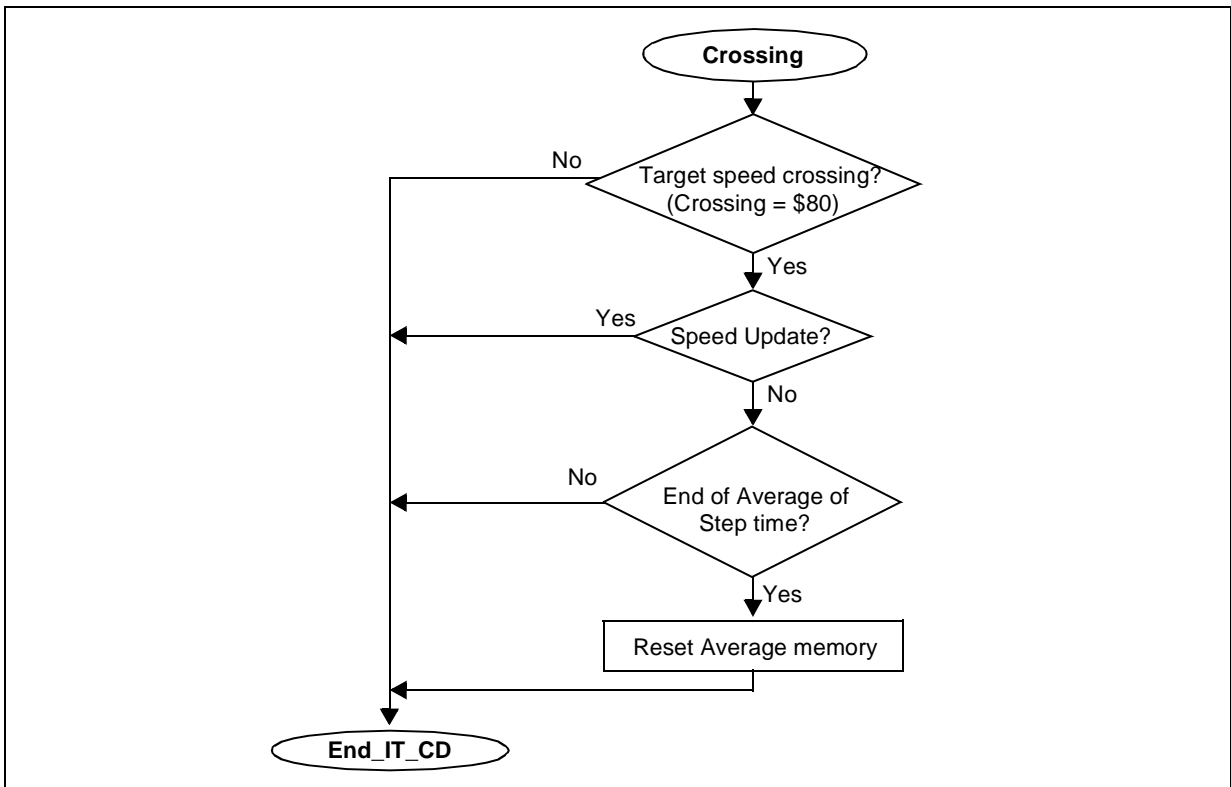 Crossing
No
Target speed crossing?
(Crossing = $80)
Yes
Yes
Speed Update?
No
No
End of Average of
Step time?
Yes
Reset Average memory
End_IT_CD